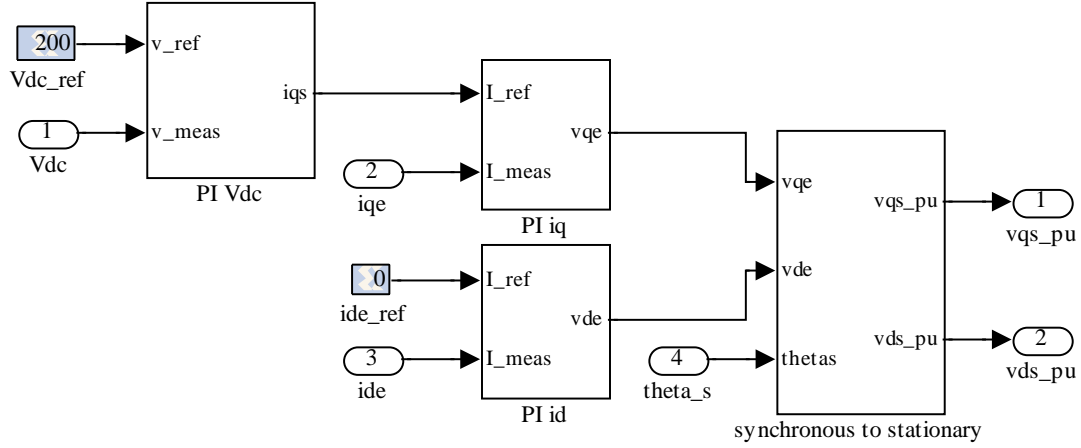 200
v_ref
Vdc_ref
iqs
1
v_meas
Vdc
PI Vdc
I_ref
vqe
2
I_meas
iqe
PI iq
0
I_ref
ide_ref
vde
3
I_meas
ide
PI id
vqe
vqs_pu
1
vqs_pu
vde
vds_pu
2
vds_pu
4
thetas
theta_s
synchronous to stationary